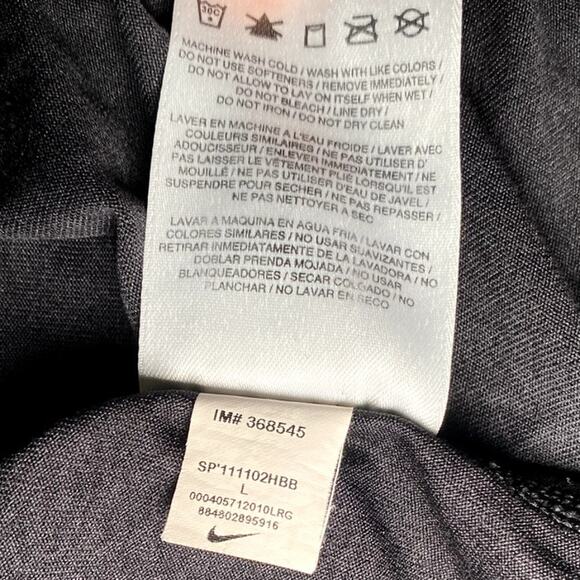 30C
MACHINE WASH COLD / WASH WITH LIKE COLORS /
DO NOT USE SOFTENERS / REMOVE IMMEDIATELY /
DO NOT ALLOW TO LAY ON ITSELF WHEN WET /
DO NOT BLEACH / LINE DRY /
DO NOT IRON / DO NOT DRY CLEAN
LAVER EN MACHINE A L'EAU FROIDE / LAVER AVEC
COULEURS SIMILAIRES / NE PAS UTILISER D'
ADOUCISSEUR / ENLEVER IMMEDIATEMENT / NE
PAS LAISSER LE VETEMENT PLIE LORSQU'IL EST
MOUILLÉ / NE PAS UTILISER D'EAU DE JAVEL /
SUSPENDRE POUR SECHER / NE PAS REPASSER /
NE PAS NETTOYER A SEC
LAVAR A MAQUINA EN AGUA FRIA / LAVAR CON
COLORES SIMILARES / NO USAR SUAVIZANTES /
RETIRAR INMEDIATAMENTE DE LA LAVADORA / NO
DOBLAR PRENDA MOJADA / NO USAR
BLANQUEADORES / SECAR COLGADO / NO
PLANCHAR / NO LAVAR EN SECO
IM# 368545
SP'111102HBB
L
000405712010LRG
884802895916